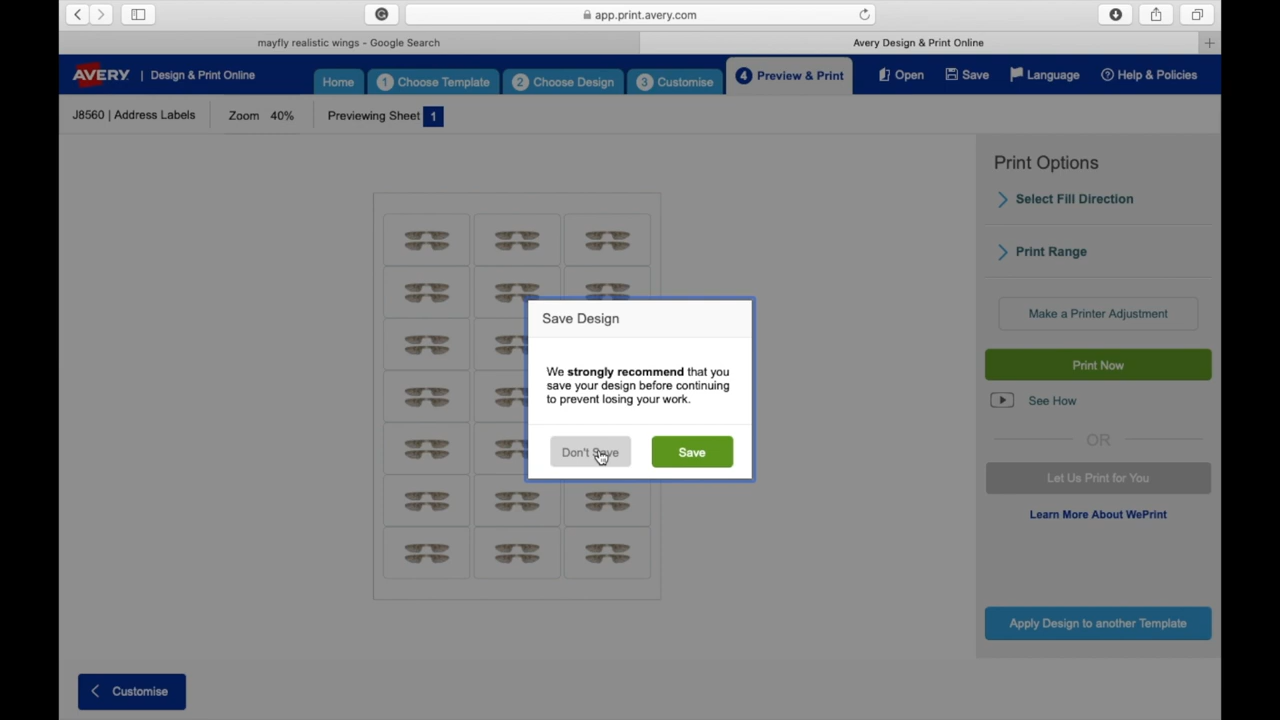 app.print.avery.com
mayfly realistic wings - Google Search
Avery Design & Print Online
AVERY | Design & Print Online
Home
1 Choose Template
2 Choose Design
3 Customise
4 Preview & Print
Open
Save
Language
? Help & Policies
J8560 | Address Labels
Zoom 40%
Previewing Sheet 1
Print Options
Select Fill Direction
Print Range
Make a Printer Adjustment
Print Now
See How
OR
Let Us Print for You
Learn More About WePrint
Apply Design to another Template
Save Design
We strongly recommend that you
save your design before continuing
to prevent losing your work.
Don't Save
Save
Customise